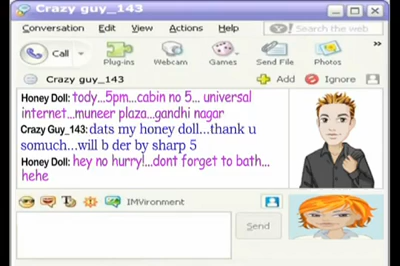 Crazy guy_143
Conversation Edit View Actions Help Search the web
Call Plug-ins Webcam Games Send File Photos
Crazy guy_143 Add Ignore
Honey Doll: tody...5pm...cabin no 5... universal
internet...muneer plaza...gandhi nagar
Crazy Guy_143: dats my honey doll...thank u
somuch...will b der by sharp 5
Honey Doll: hey no hurry!...dont forget to bath...
hehe
IMVironment
Send